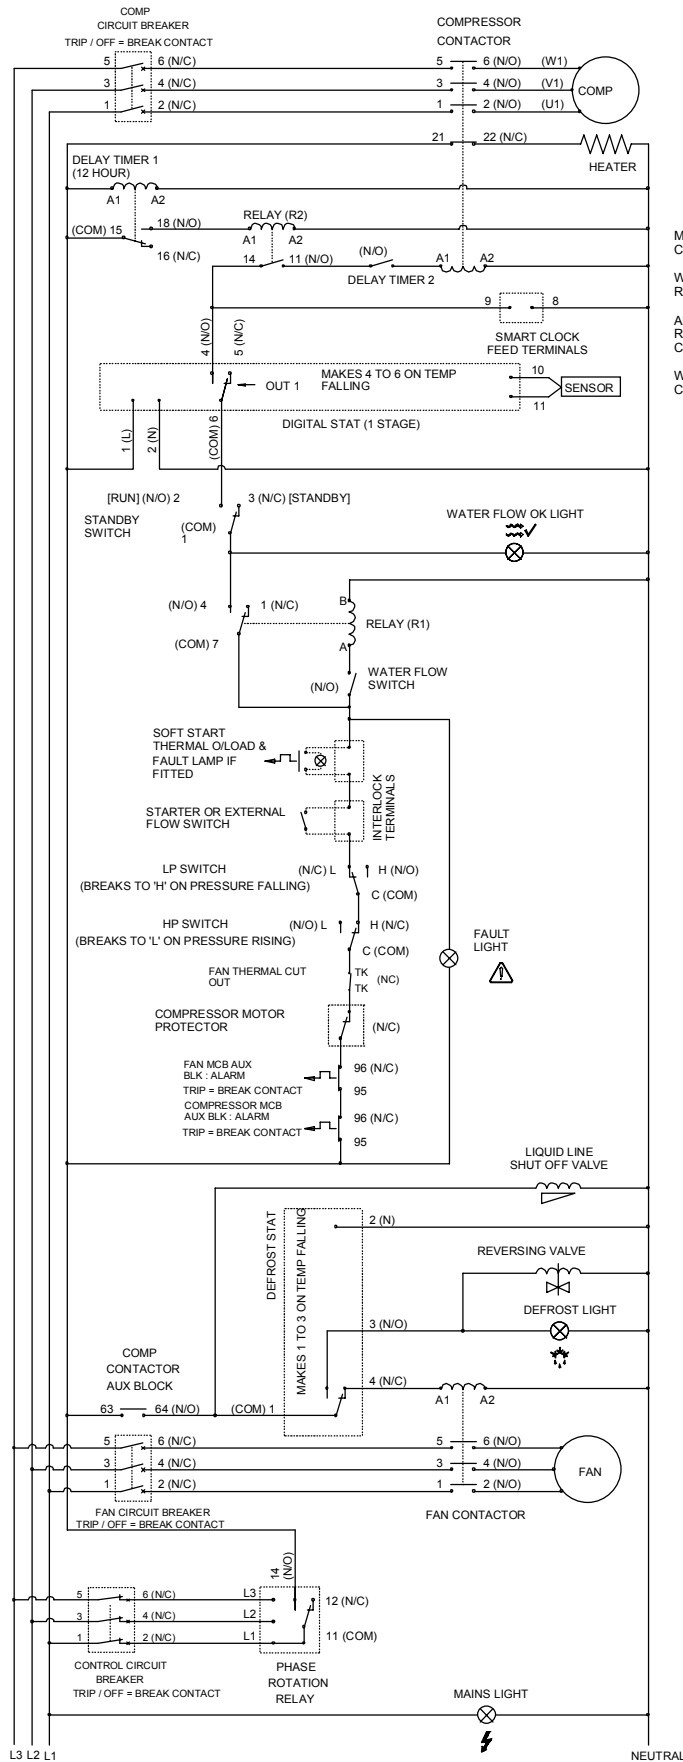 COMP
CIRCUIT BREAKER
TRIP / OFF = BREAK CONTACT
COMPRESSOR
CONTACTOR
5 6 (N/C) 5 6 (N/O) (W1)
3 4 (N/C) 3 4 (N/O) (V1) COMP
1 2 (N/C) 1 2 (N/O) (U1)
21 22 (N/C)
HEATER
DELAY TIMER 1
(12 HOUR)
A1 A2
(COM) 15 18 (N/O)
16 (N/C)
RELAY (R2)
A1 A2
14 11 (N/O) (N/O) A1 A2
DELAY TIMER 2
M
C
W
R
A
R
C
W
C
4 (N/O)
5 (N/C)
9 8
SMART CLOCK
FEED TERMINALS
OUT 1
MAKES 4 TO 6 ON TEMP
FALLING
10
SENSOR
11
DIGITAL STAT (1 STAGE)
1 (L)
2 (N)
(COM) 6
[RUN] (N/O) 2 3 (N/C) [STANDBY]
STANDBY
SWITCH
(COM)
1
WATER FLOW OK LIGHT
(N/O) 4 1 (N/C)
(COM) 7
B
RELAY (R1)
A
WATER FLOW
SWITCH
(N/O)
SOFT START
THERMAL O/LOAD &
FAULT LAMP IF
FITTED
INTERLOCK
TERMINALS
STARTER OR EXTERNAL
FLOW SWITCH
LP SWITCH
(BREAKS TO 'H' ON PRESSURE FALLING)
(N/C) L H (N/O)
C (COM)
HP SWITCH
(BREAKS TO 'L' ON PRESSURE RISING)
(N/O) L H (N/C)
C (COM)
FAULT
LIGHT
FAN THERMAL CUT
OUT
TK
(NC)
TK
COMPRESSOR MOTOR
PROTECTOR
(N/C)
FAN MCB AUX
BLK : ALARM
TRIP = BREAK CONTACT
96 (N/C)
95
COMPRESSOR MCB
AUX BLK : ALARM
TRIP = BREAK CONTACT
96 (N/C)
95
LIQUID LINE
SHUT OFF VALVE
DEFROST STAT
MAKES 1 TO 3 ON TEMP FALLING
2 (N)
REVERSING VALVE
DEFROST LIGHT
3 (N/O)
COMP
CONTACTOR
AUX BLOCK
4 (N/C)
A1 A2
63 64 (N/O) (COM) 1
5 6 (N/C) 5 6 (N/O)
3 4 (N/C) 3 4 (N/O) FAN
1 2 (N/C) 1 2 (N/O)
FAN CIRCUIT BREAKER
TRIP / OFF = BREAK CONTACT
FAN CONTACTOR
14
(N/O)
5 6 (N/C) L3 12 (N/C)
3 4 (N/C) L2
1 2 (N/C) L1 11 (COM)
CONTROL CIRCUIT
BREAKER
TRIP / OFF = BREAK CONTACT
PHASE
ROTATION
RELAY
MAINS LIGHT
L3 L2 L1 NEUTRAL